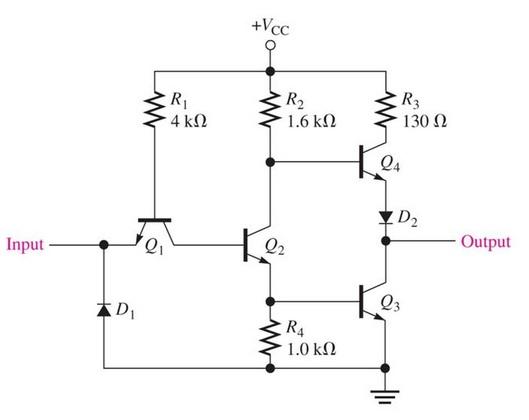 +VCC
R1
4 kΩ
R2
1.6 kΩ
R3
130 Ω
Q4
D2
Input
Q1
Q2
Output
D1
Q3
R4
1.0 kΩ